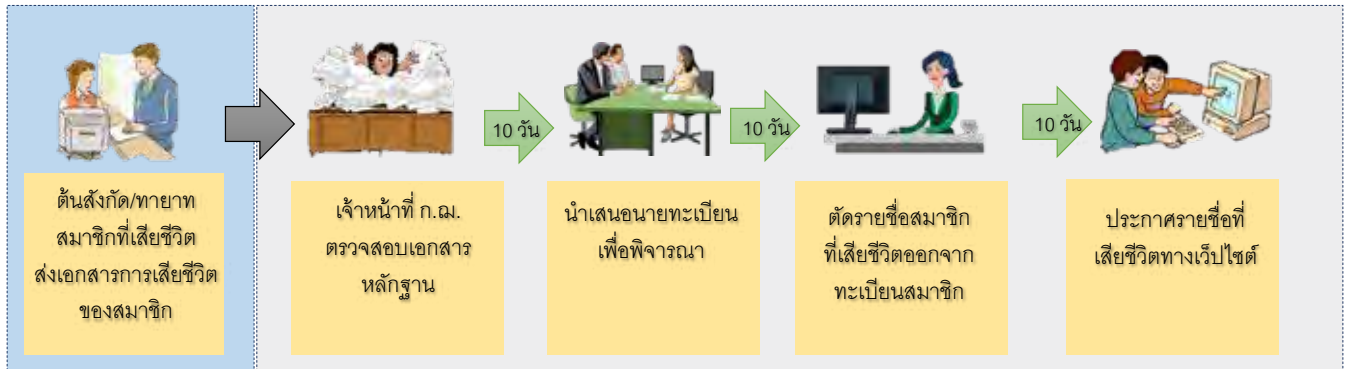 10 วัน
10 วัน
10 วัน
ต้นสังกัด/ทายาท
สมาชิกที่เสียชีวิต
ส่งเอกสารการเสียชีวิต
ของสมาชิก
เจ้าหน้าที่ ก.ฌ.
ตรวจสอบเอกสาร
หลักฐาน
นำเสนอนายทะเบียน
เพื่อพิจารณา
ตัดรายชื่อสมาชิก
ที่เสียชีวิตออกจาก
ทะเบียนสมาชิก
ประกาศรายชื่อที่
เสียชีวิตทางเว็ปไซต์